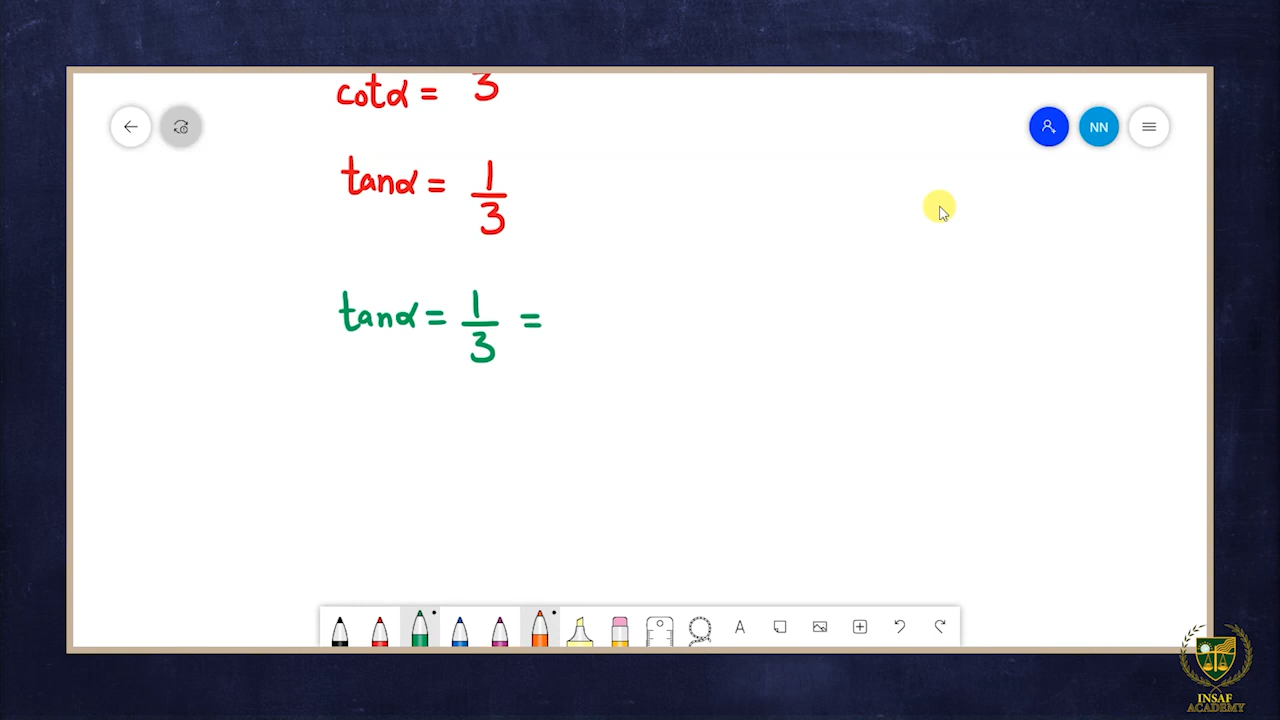 cotα = 3
NN
tanα = 1/3
tanα = 1/3 =
A
INSAF
ACADEMY